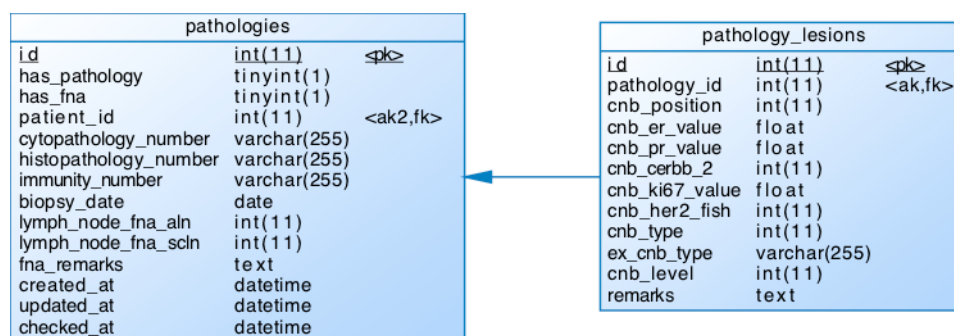 pathologies
id int(11) <pk>
has_pathology tinyint(1)
has_fna tinyint(1)
patient_id int(11) <ak2,fk>
cytopathology_number varchar(255)
histopathology_number varchar(255)
immunity_number varchar(255)
biopsy_date date
lymph_node_fna_aln int(11)
lymph_node_fna_scln int(11)
fna_remarks text
created_at datetime
updated_at datetime
checked_at datetime
pathology_lesions
id int(11) <pk>
pathology_id int(11) <ak,fk>
cnb_position int(11)
cnb_er_value float
cnb_pr_value float
cnb_cerbb_2 int(11)
cnb_ki67_value float
cnb_her2_fish int(11)
cnb_type int(11)
ex_cnb_type varchar(255)
cnb_level int(11)
remarks text